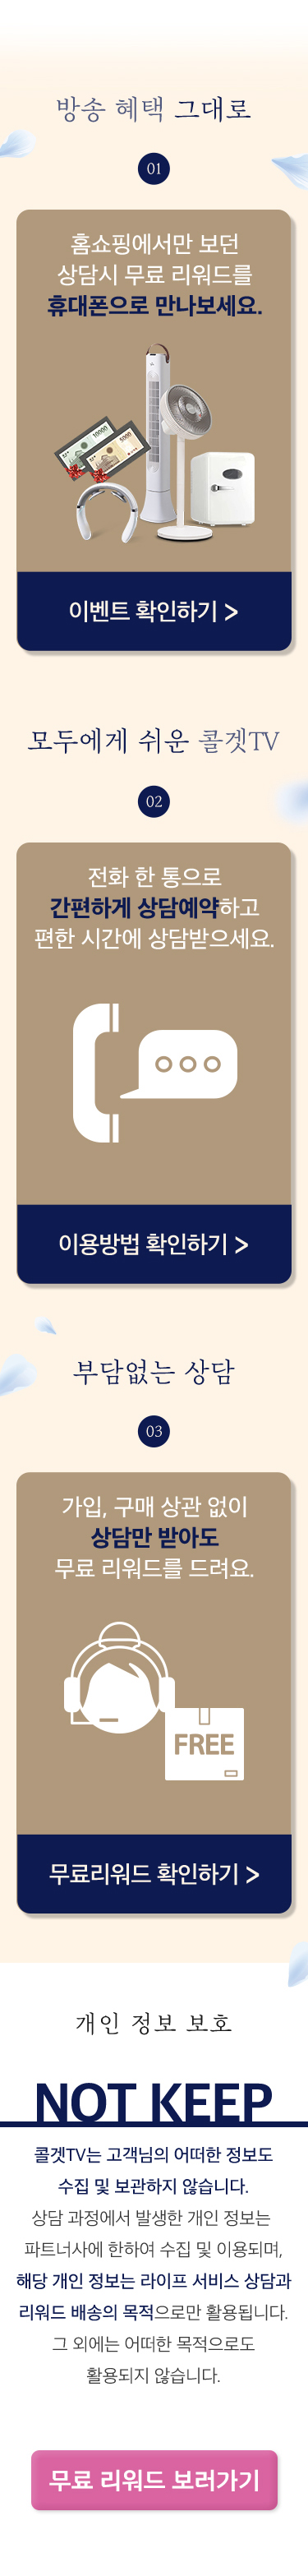 방송 혜택 그대로
01
홈쇼핑에서만 보던
상담시 무료 리워드를
휴대폰으로 만나보세요.
10000
5000
이벤트 확인하기 >
모두에게 쉬운 콜겟TV
02
전화 한 통으로
간편하게 상담예약하고
편한 시간에 상담받으세요.
이용방법 확인하기 >
부담없는 상담
03
가입, 구매 상관 없이
상담만 받아도
무료 리워드를 드려요.
FREE
무료리워드 확인하기 >
개인 정보 보호
NOT KEEP
콜겟TV는 고객님의 어떠한 정보도
수집 및 보관하지 않습니다.
상담 과정에서 발생한 개인 정보는
파트너사에 한하여 수집 및 이용되며,
해당 개인 정보는 라이프 서비스 상담과
리워드 배송의 목적으로만 활용됩니다.
그 외에는 어떠한 목적으로도
활용되지 않습니다.
무료 리워드 보러가기